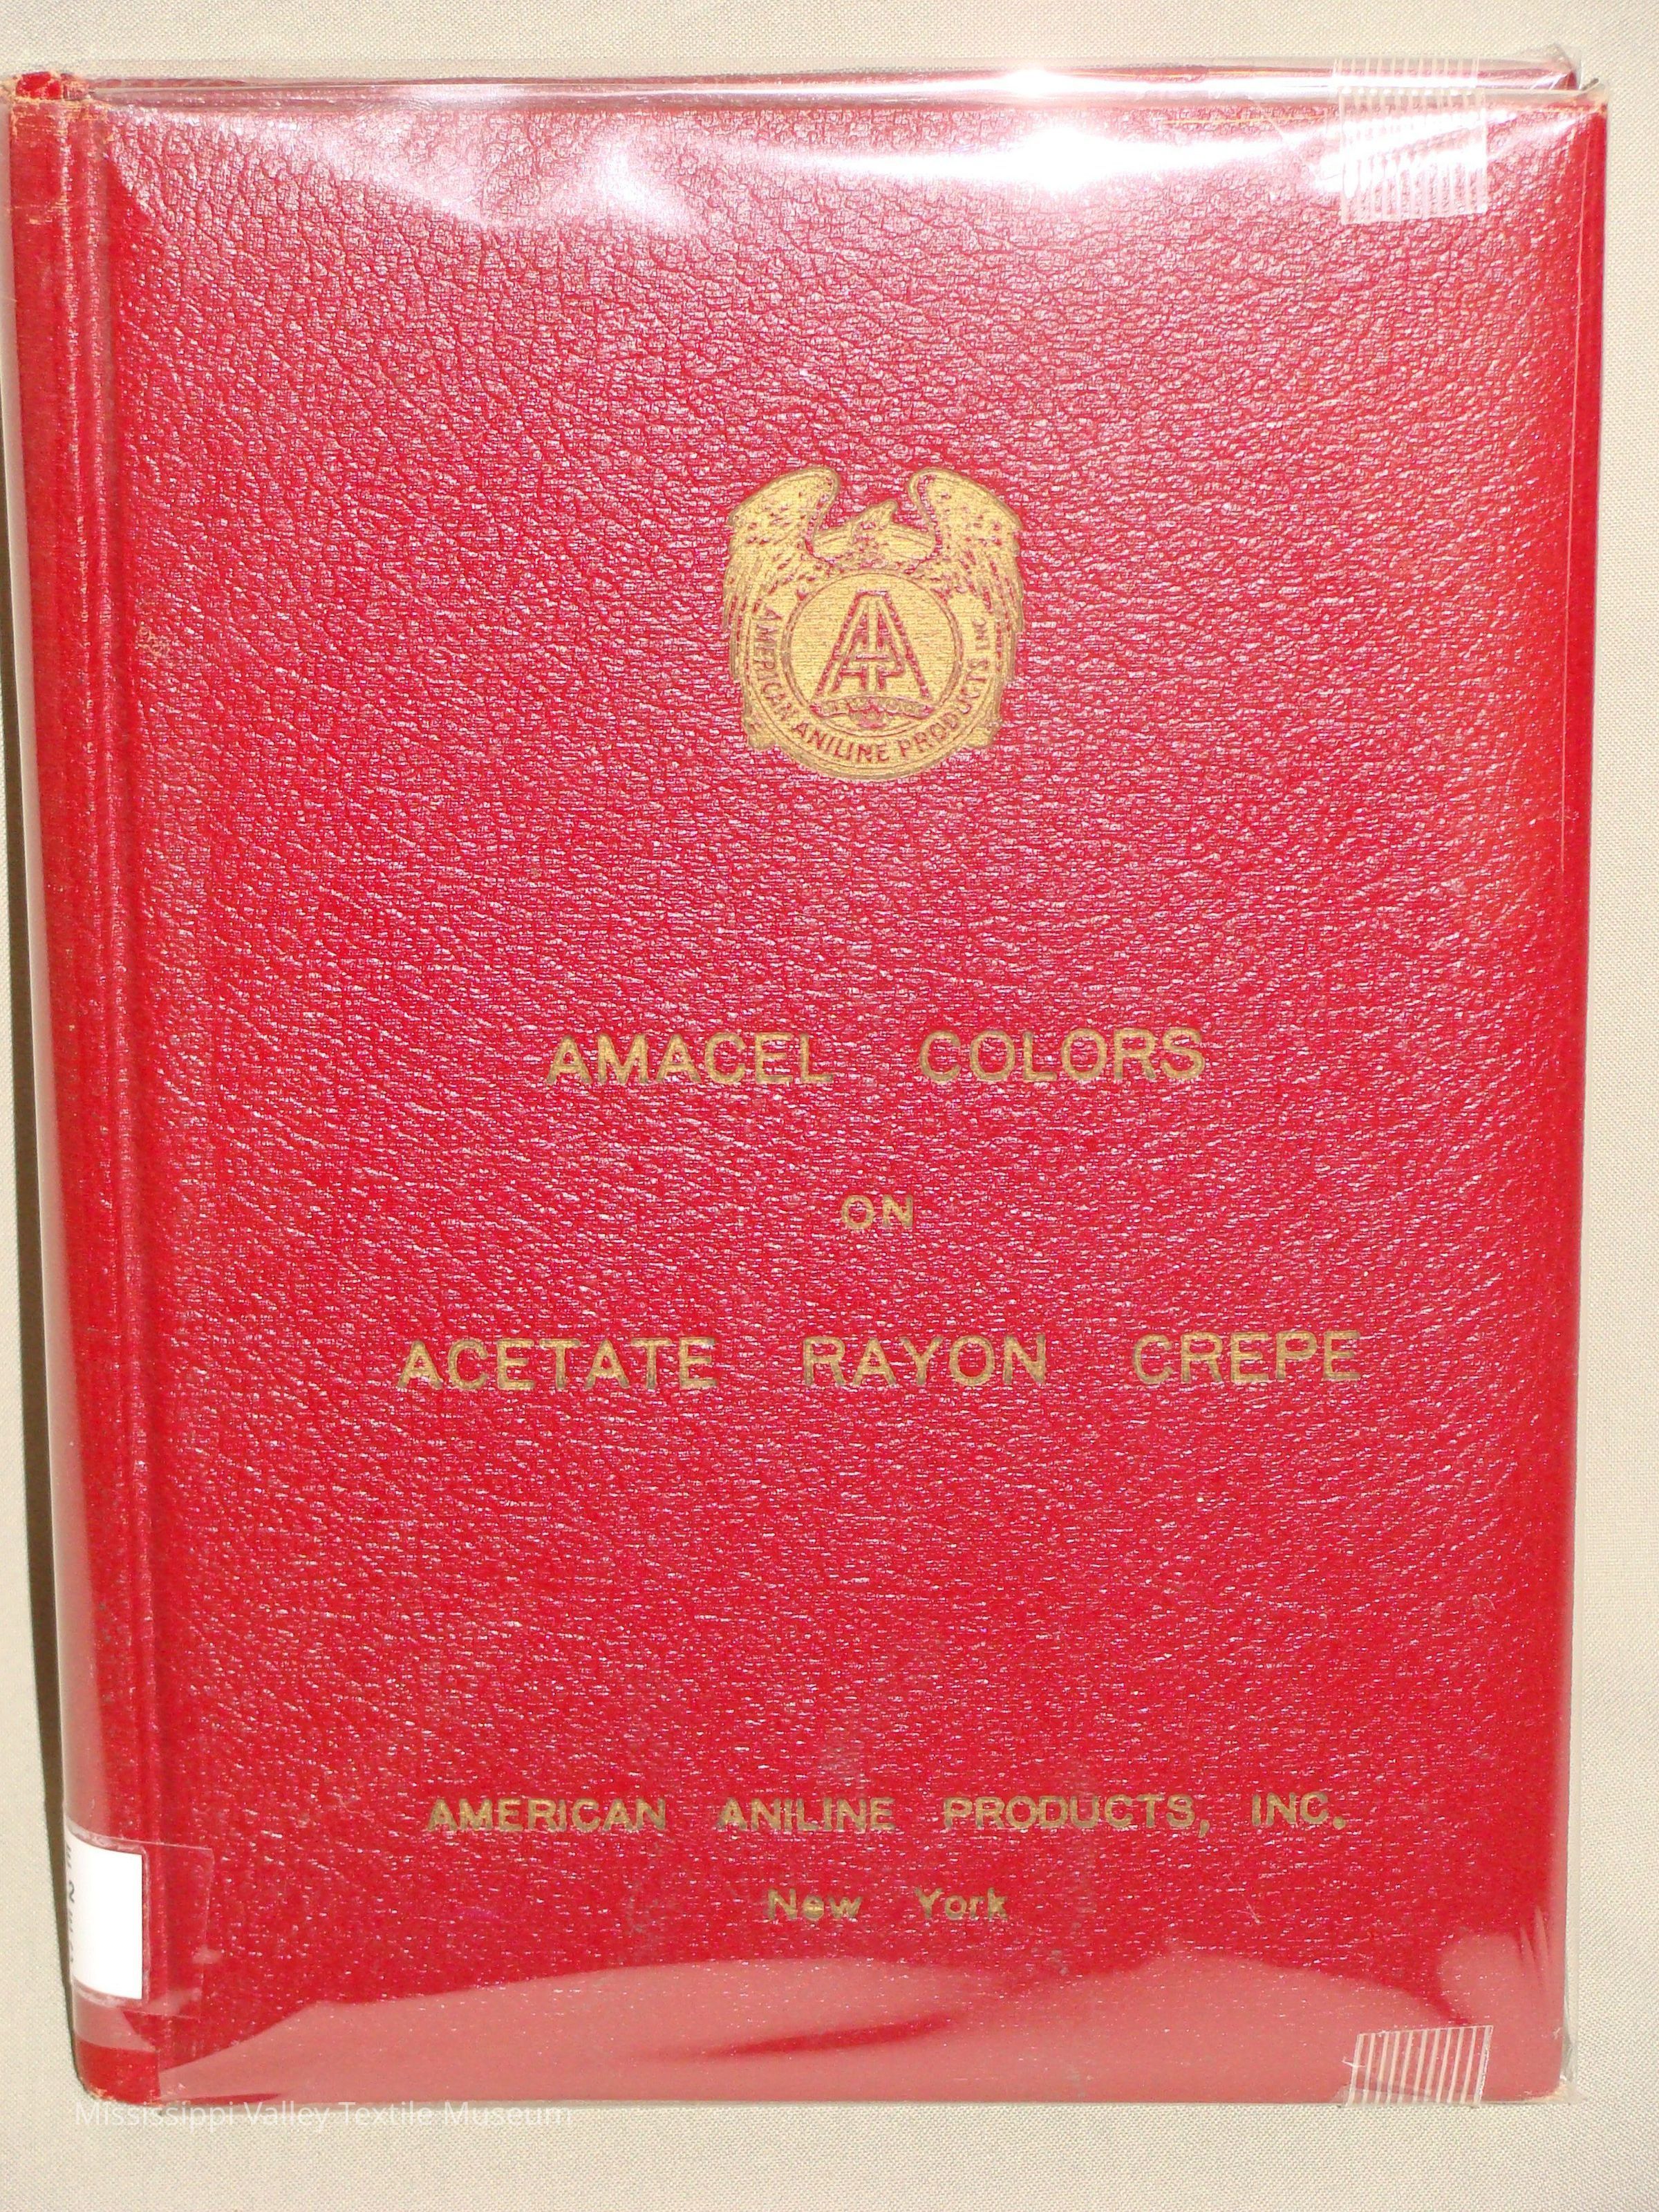 AMERICAN ANILINE PRODUCTS INC
AMACEL COLORS
ON
ACETATE RAYON CREPE
AMERICAN ANILINE PRODUCTS, INC.
New York
Mississippi Valley Textile Museum